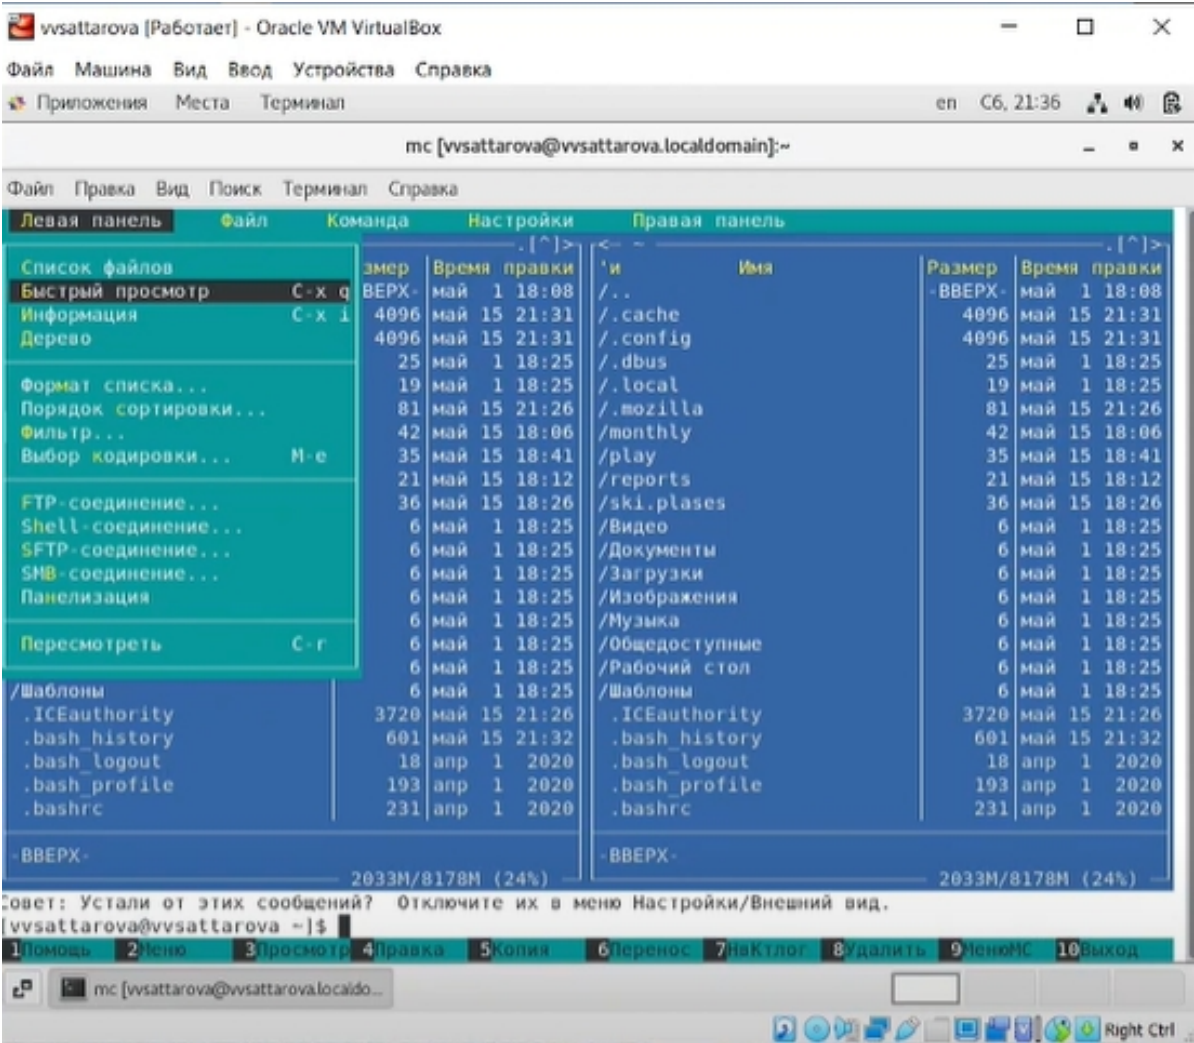 vvsattarova [Работает] - Oracle VM VirtualBox
Файл Машина Вид Ввод Устройства Справка
Приложения Места Терминал en Сб, 21:36
mc [vvsattarova@vvsattarova.localdomain]:~
Файл Правка Вид Поиск Терминал Справка
Левая панель Файл Команда Настройки Правая панель
.[^]> <- ~ .[^]>
Список файлов змер Время правки 'и Имя Размер Время правки
Быстрый просмотр C-x q ВЕРХ- май 1 18:08 /.. -ВВЕРХ- май 1 18:08
Информация C-x i 4096 май 15 21:31 /.cache 4096 май 15 21:31
Дерево 4096 май 15 21:31 /.config 4096 май 15 21:31
25 май 1 18:25 /.dbus 25 май 1 18:25
Формат списка... 19 май 1 18:25 /.local 19 май 1 18:25
Порядок сортировки... 81 май 15 21:26 /.mozilla 81 май 15 21:26
Фильтр... 42 май 15 18:06 /monthly 42 май 15 18:06
Выбор кодировки... M-e 35 май 15 18:41 /play 35 май 15 18:41
21 май 15 18:12 /reports 21 май 15 18:12
FTP-соединение... 36 май 15 18:26 /ski.plases 36 май 15 18:26
Shell-соединение... 6 май 1 18:25 /Видео 6 май 1 18:25
SFTP-соединение... 6 май 1 18:25 /Документы 6 май 1 18:25
SMB-соединение... 6 май 1 18:25 /Загрузки 6 май 1 18:25
Панелизация 6 май 1 18:25 /Изображения 6 май 1 18:25
6 май 1 18:25 /Музыка 6 май 1 18:25
Пересмотреть C-r 6 май 1 18:25 /Общедоступные 6 май 1 18:25
6 май 1 18:25 /Рабочий стол 6 май 1 18:25
/Шаблоны 6 май 1 18:25 /Шаблоны 6 май 1 18:25
.ICEauthority 3720 май 15 21:26 .ICEauthority 3720 май 15 21:26
.bash_history 601 май 15 21:32 .bash_history 601 май 15 21:32
.bash_logout 18 апр 1 2020 .bash_logout 18 апр 1 2020
.bash_profile 193 апр 1 2020 .bash_profile 193 апр 1 2020
.bashrc 231 апр 1 2020 .bashrc 231 апр 1 2020
-ВВЕРХ- -ВВЕРХ-
2033M/8178M (24%) 2033M/8178M (24%)
Совет: Устали от этих сообщений? Отключите их в меню Настройки/Внешний вид.
[vvsattarova@vvsattarova ~]$
1Помощь 2Меню 3Просмотр 4Правка 5Копия 6Перенос 7НвКтлог 8Удалить 9МенюМС 10Выход
mc [vvsattarova@vvsattarova.localdo...
Right Ctrl